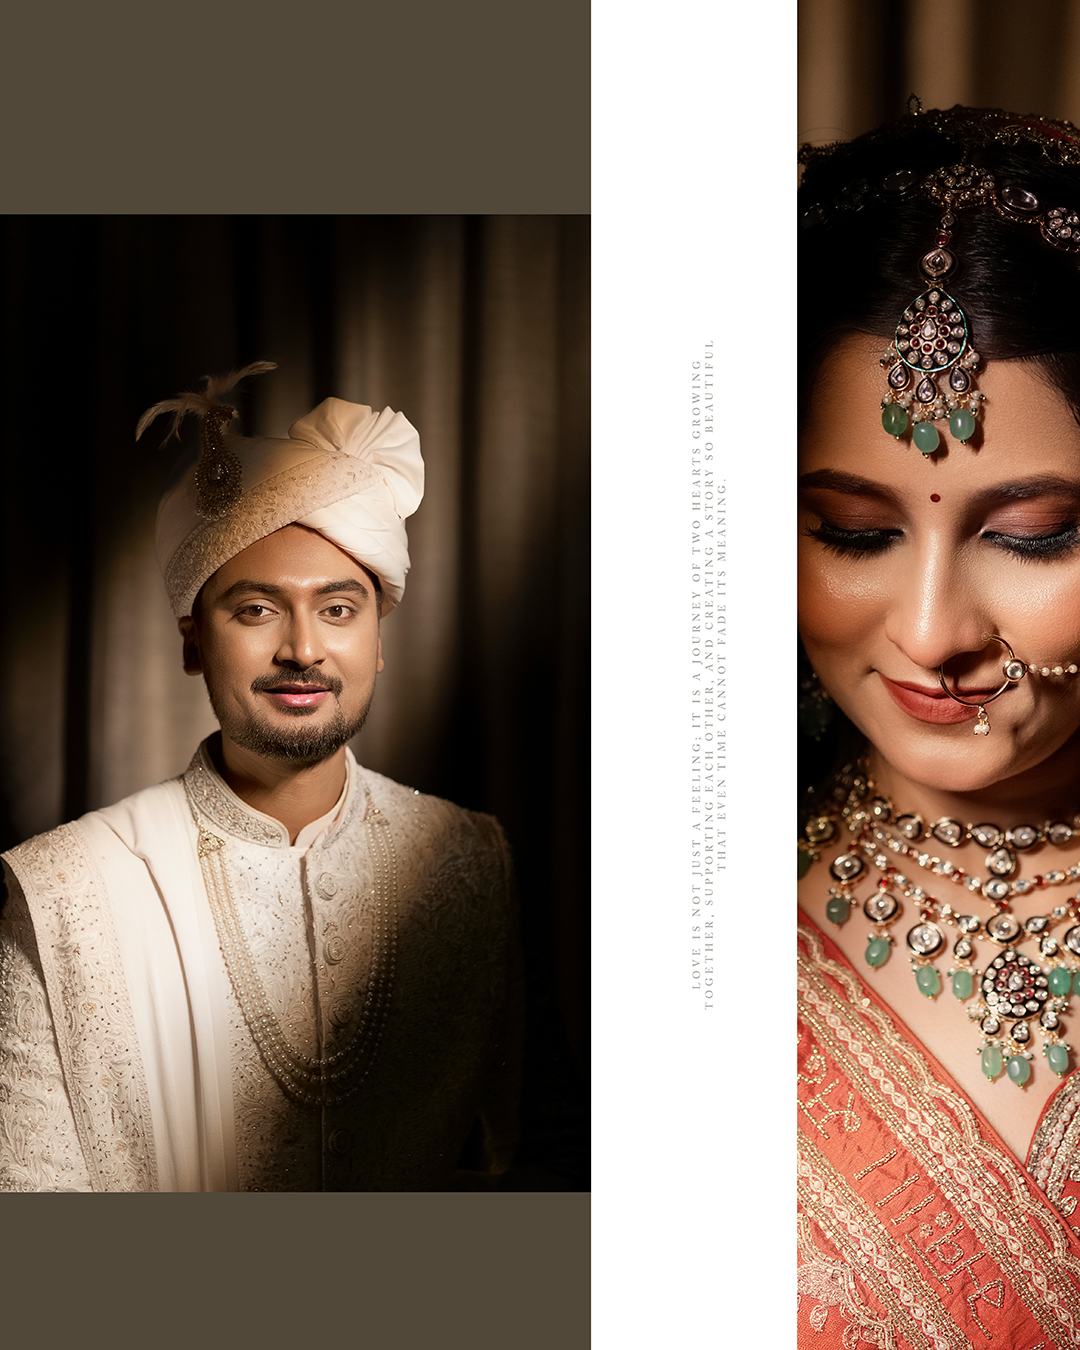 LOVE IS NOT JUST A FEELING; IT IS A JOURNEY OF TWO HEARTS GROWING
TOGETHER, SUPPORTING EACH OTHER, AND CREATING A STORY SO BEAUTIFUL
THAT EVEN TIME CANNOT FADE ITS MEANING.